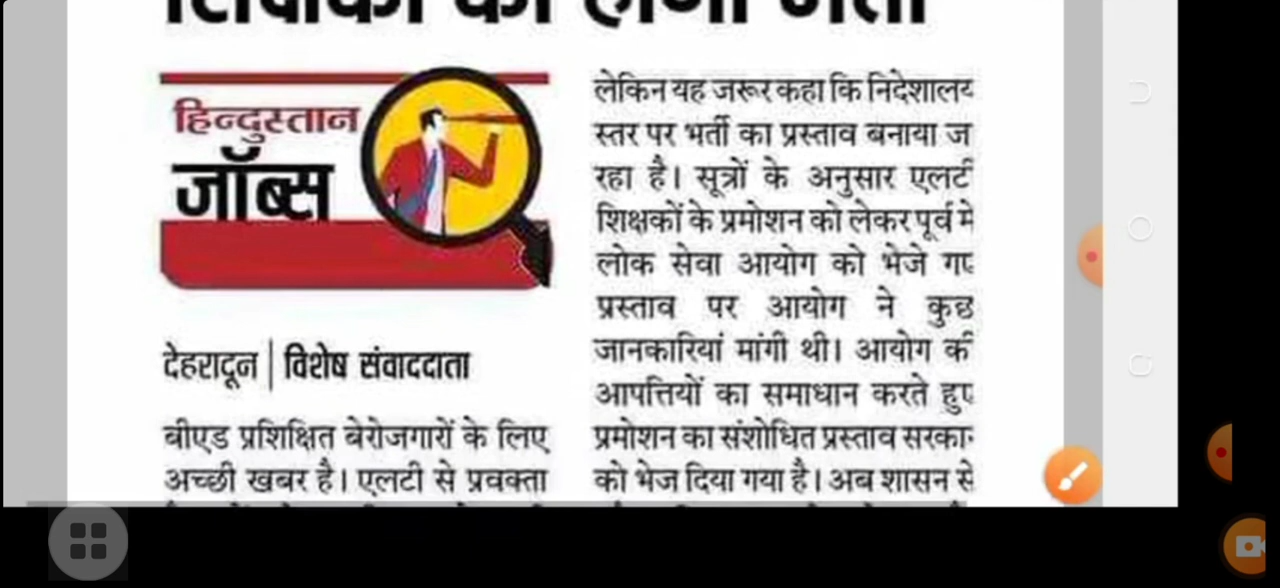 हिन्दुस्तान
जॉब्स
देहरादून | विशेष संवाददाता
बीएड प्रशिक्षित बेरोजगारों के लिए
अच्छी खबर है। एलटी से प्रवक्ता
लेकिन यह जरूर कहा कि निदेशालय
स्तर पर भर्ती का प्रस्ताव बनाया
रहा है। सूत्रों के अनुसार एलटी
शिक्षकों के प्रमोशन को लेकर पूर्व में
लोक सेवा आयोग को भेजे गए
प्रस्ताव पर आयोग ने कुछ
जानकारियां मांगी थी। आयोग की
आपत्तियों का समाधान करते हुए
प्रमोशन का संशोधित प्रस्ताव
को भेज दिया गया है। अब शासन से